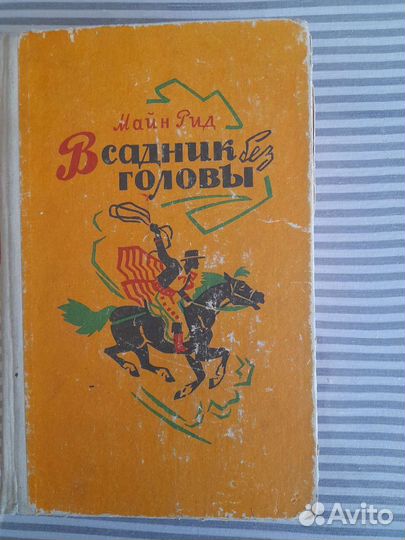 Майн Рид
Всадник без
головы
Avito